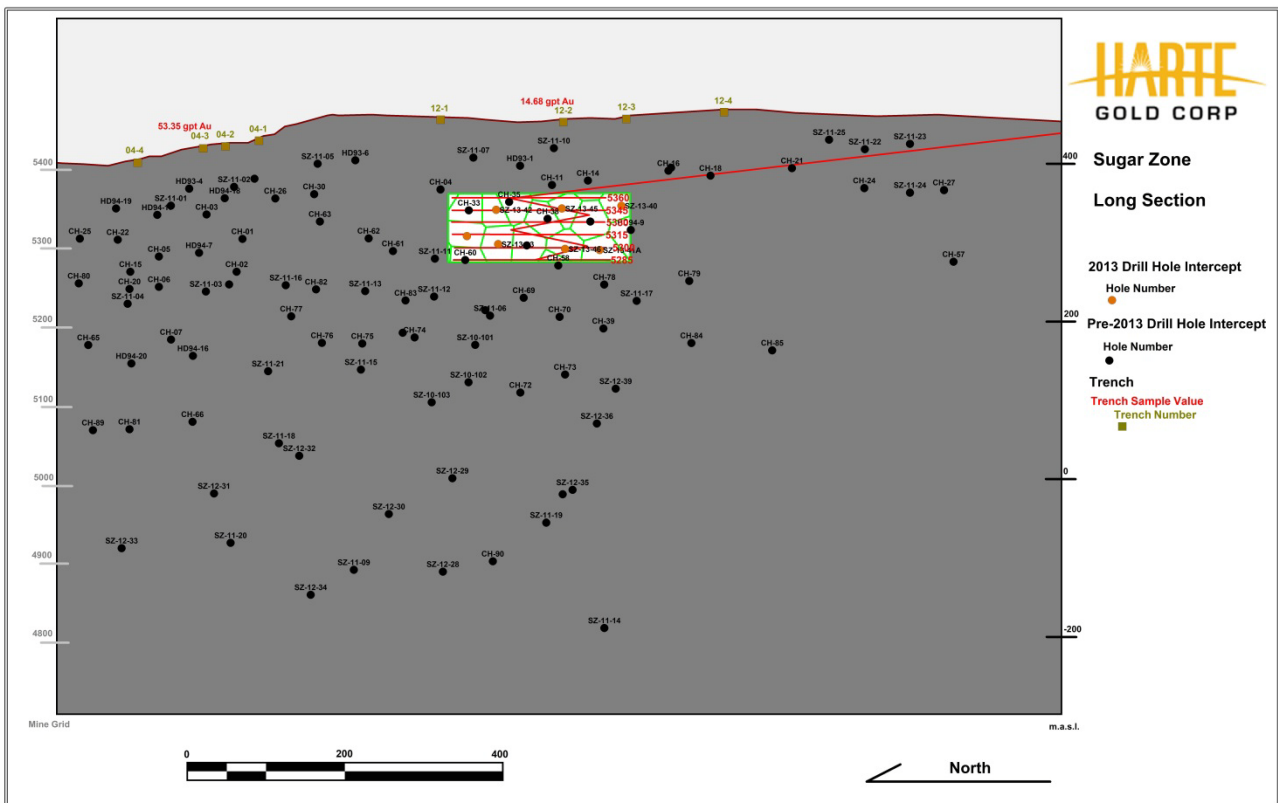 HARTE
GOLD CORP
Sugar Zone
Long Section
2013 Drill Hole Intercept
Hole Number
Pre-2013 Drill Hole Intercept
Hole Number
Trench
Trench Sample Value
Trench Number
12-4
14.68 gpt Au
12-1
12-2
12-3
53.35 gpt Au
04-1
04-2
04-3
04-4
SZ-11-25
SZ-11-23
SZ-11-22
SZ-11-10
SZ-11-07
HD93-6
SZ-11-05
HD93-1
CH-46
CH-18
CH-21
5400
400
HD93-4
SZ-11-02
CH-04
CH-11
CH-14
CH-24
CH-27
SZ-11-24
HD94-18
CH-26
CH-30
SZ-11-01
HD94-19
CH-03
CH-35
5360
CH-33
SZ-13-42
SZ-13-45
SZ-13-40
5345
CH-38
CH-63
5315
CH-25
CH-22
CH-01
CH-62
CH-61
HD94-7
CH-05
5300
SZ-11-11
CH-60
CH-58
5285
CH-57
CH-15
CH-02
CH-80
CH-20
CH-06
SZ-11-03
SZ-11-16
CH-82
SZ-11-13
CH-83
SZ-11-12
CH-69
CH-78
CH-79
SZ-11-04
SZ-11-17
CH-77
SZ-11-06
CH-70
5200
200
CH-39
CH-65
CH-07
CH-76
CH-75
CH-74
SZ-10-101
CH-84
CH-85
HD94-20
HD94-16
SZ-11-21
SZ-11-15
SZ-10-102
CH-73
CH-72
SZ-12-39
SZ-10-103
5100
CH-89
CH-81
CH-66
SZ-12-36
SZ-11-18
SZ-12-32
5000
0
SZ-12-29
SZ-12-31
SZ-12-35
SZ-12-30
SZ-11-19
4900
SZ-12-33
SZ-11-20
SZ-11-09
SZ-12-28
CH-90
SZ-12-34
4800
-200
SZ-11-14
Mine Grid
m.a.s.l.
0
200
400
North